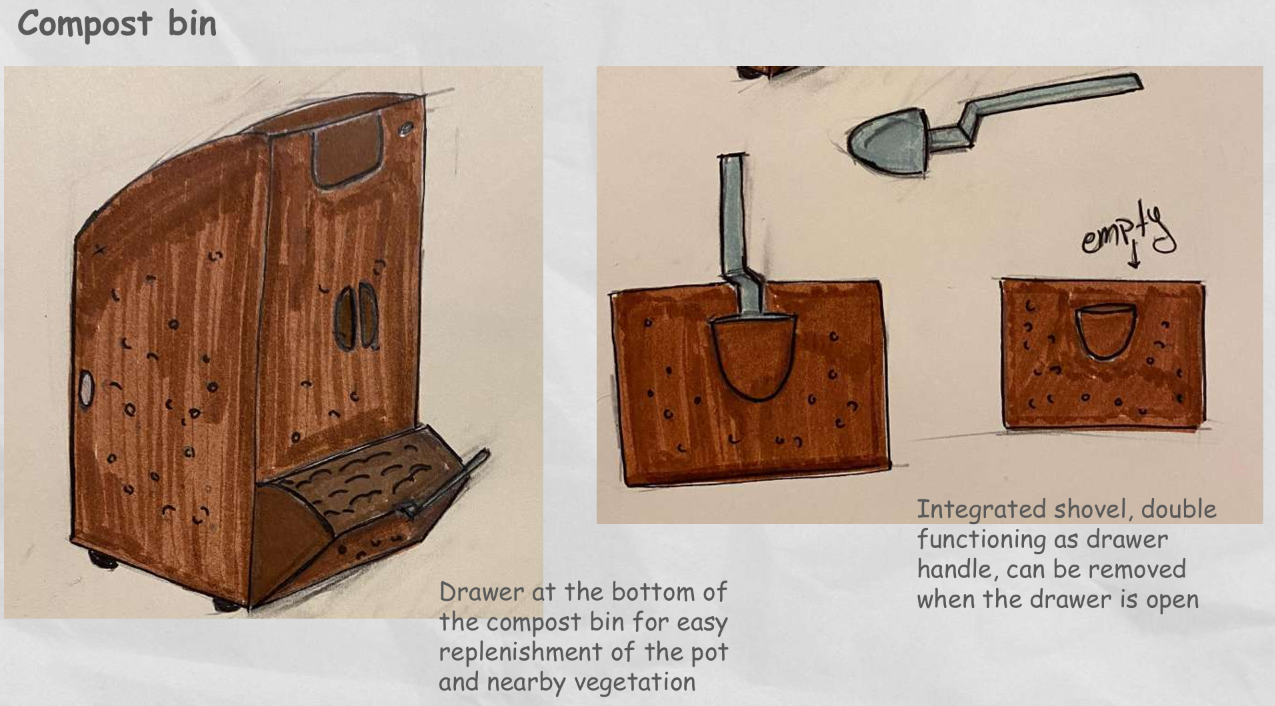 Compost bin
empty
Integrated shovel, double
functioning as drawer
handle, can be removed
when the drawer is open
Drawer at the bottom of
the compost bin for easy
replenishment of the pot
and nearby vegetation